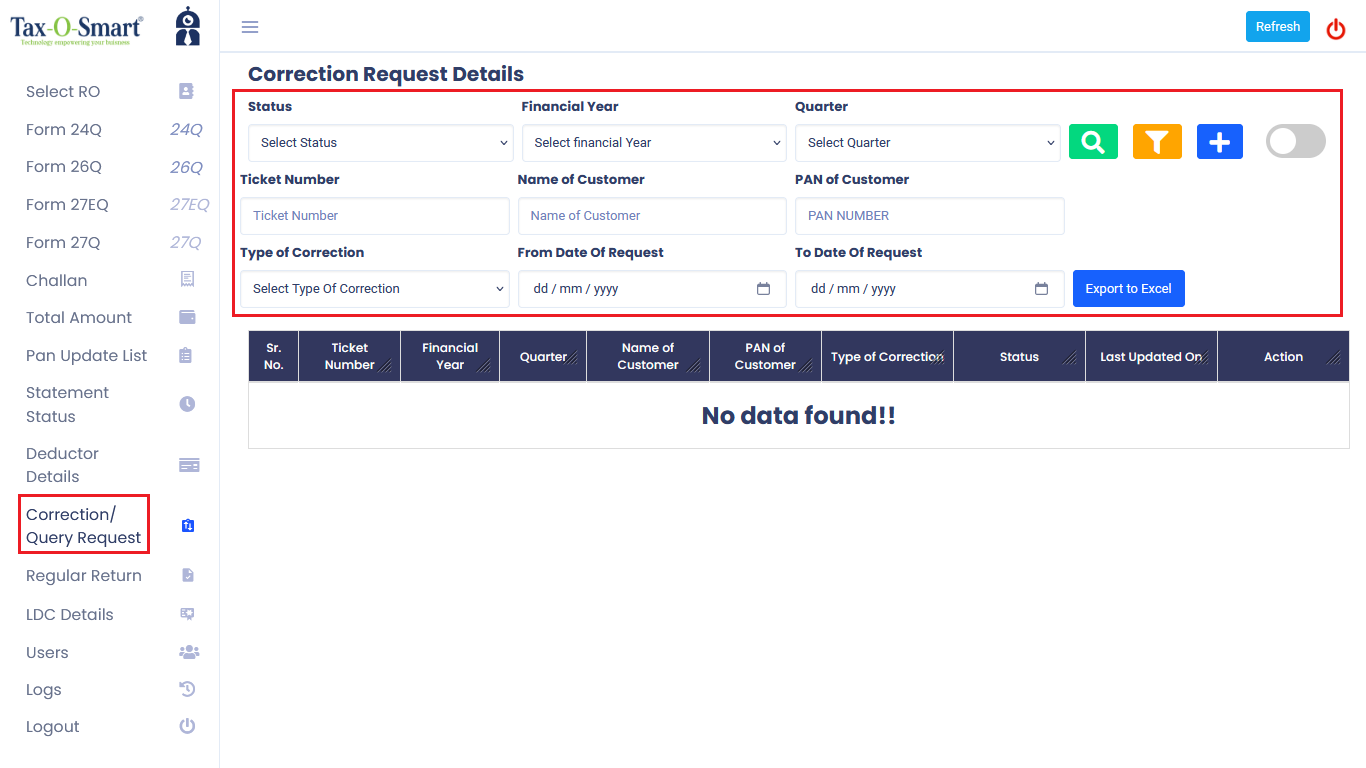 Tax-O-Smart®
Technology empowering your business
Refresh
Select RO
Form 24Q 24Q
Form 26Q 26Q
Form 27EQ 27EQ
Form 27Q 27Q
Challan
Total Amount
Pan Update List
Statement
Status
Deductor
Details
Correction/
Query Request
Regular Return
LDC Details
Users
Logs
Logout
Correction Request Details
Status Financial Year Quarter
Select Status Select financial Year Select Quarter
Ticket Number Name of Customer PAN of Customer
Ticket Number Name of Customer PAN NUMBER
Type of Correction From Date Of Request To Date Of Request
Select Type Of Correction dd / mm / yyyy dd / mm / yyyy Export to Excel
Sr. No. Ticket Number Financial Year Quarter Name of Customer PAN of Customer Type of Correction Status Last Updated On Action
No data found!!